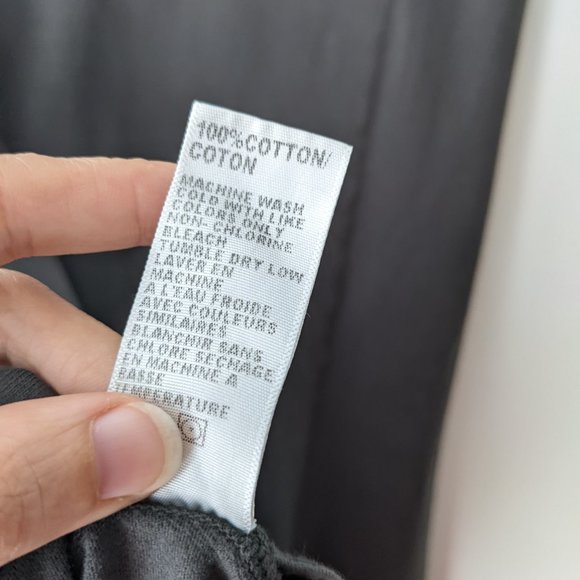 100% COTTON/
COTON
MACHINE WASH
COLD WITH LIKE
COLORS ONLY
NON-CHLORINE
BLEACH
TUMBLE DRY LOW
LAVER EN
MACHINE
A L'EAU FROIDE
AVEC COULEURS
SIMILAIRES
BLANCHIR SANS
CHLORE SECHAGE
EN MACHINE A
BASSE
TEMPERATURE